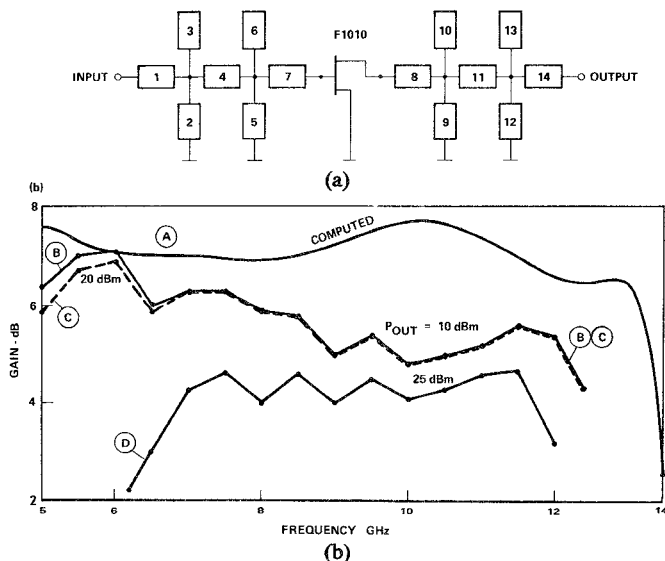 3 6 10 13
F1010
INPUT 1 4 7 8 11 14 OUTPUT
2 5 9 12
(a)
(b)
8
A
COMPUTED
B
20 dBm
C
6
GAIN - dB
POUT = 10 dBm
B C
25 dBm
4
D
2
5 6 8 10 12 14
FREQUENCY GHz
(b)